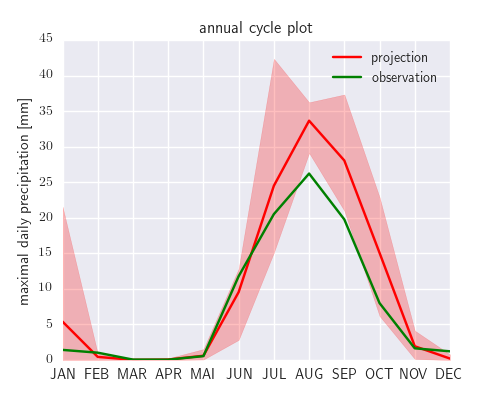 annual cycle plot
45
40
35
30
25
20
15
10
5
0
maximal daily precipitation [mm]
projection
observation
JAN FEB MAR APR MAI JUN JUL AUG SEP OCT NOV DEC